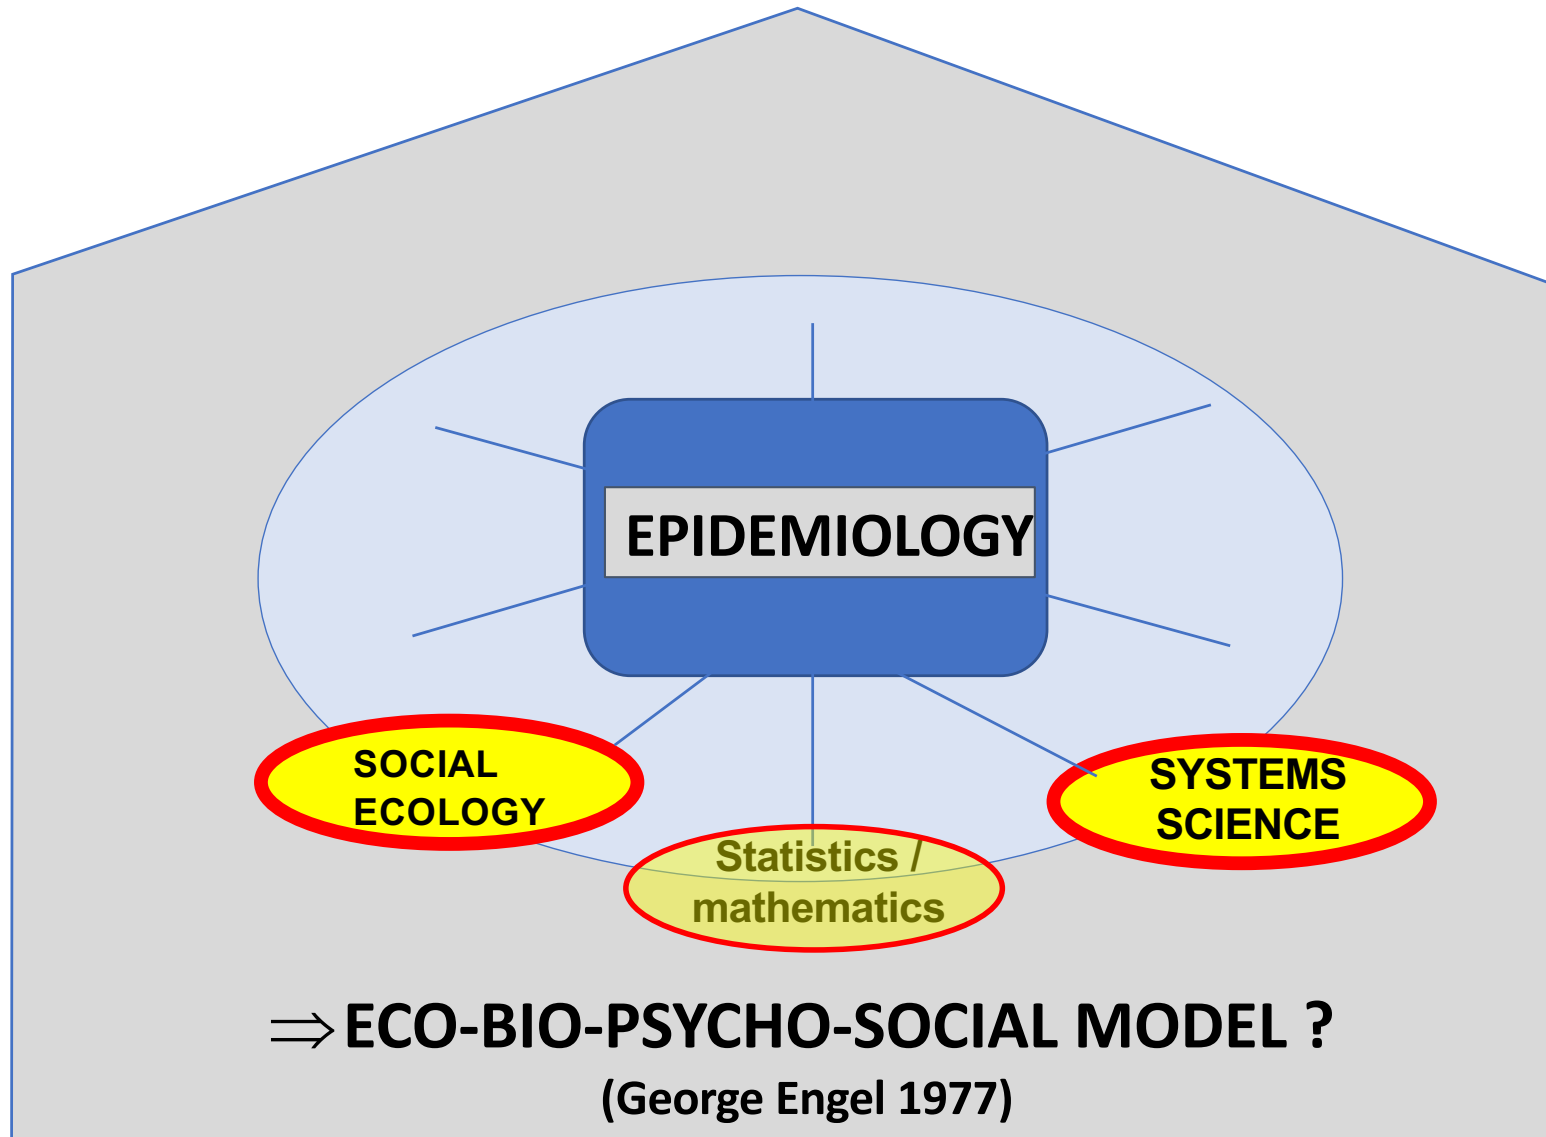 EPIDEMIOLOGY
SOCIAL
ECOLOGY
SYSTEMS
SCIENCE
Statistics /
mathematics
⇒ ECO-BIO-PSYCHO-SOCIAL MODEL ?
(George Engel 1977)